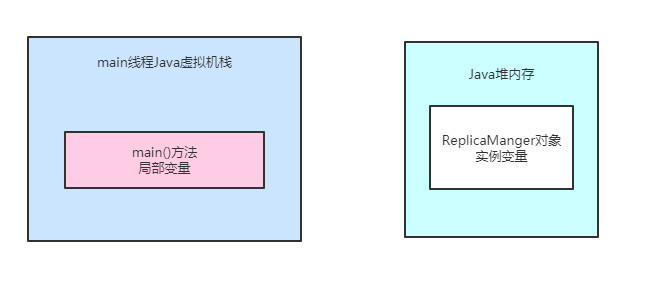 main线程Java虚拟机栈
main()方法
局部变量
Java堆内存
ReplicaManger对象
实例变量